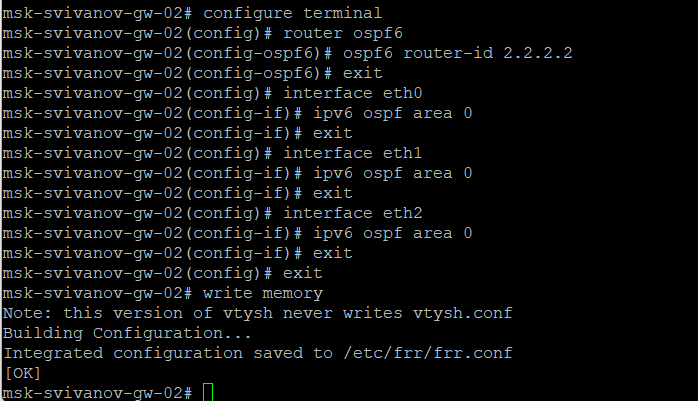 msk-svivanov-gw-02# configure terminal
msk-svivanov-gw-02(config)# router ospf6
msk-svivanov-gw-02(config-ospf6)# ospf6 router-id 2.2.2.2
msk-svivanov-gw-02(config-ospf6)# exit
msk-svivanov-gw-02(config)# interface eth0
msk-svivanov-gw-02(config-if)# ipv6 ospf area 0
msk-svivanov-gw-02(config-if)# exit
msk-svivanov-gw-02(config)# interface eth1
msk-svivanov-gw-02(config-if)# ipv6 ospf area 0
msk-svivanov-gw-02(config-if)# exit
msk-svivanov-gw-02(config)# interface eth2
msk-svivanov-gw-02(config-if)# ipv6 ospf area 0
msk-svivanov-gw-02(config-if)# exit
msk-svivanov-gw-02(config)# exit
msk-svivanov-gw-02# write memory
Note: this version of vtysh never writes vtysh.conf
Building Configuration...
Integrated configuration saved to /etc/frr/frr.conf
[OK]
msk-svivanov-gw-02#